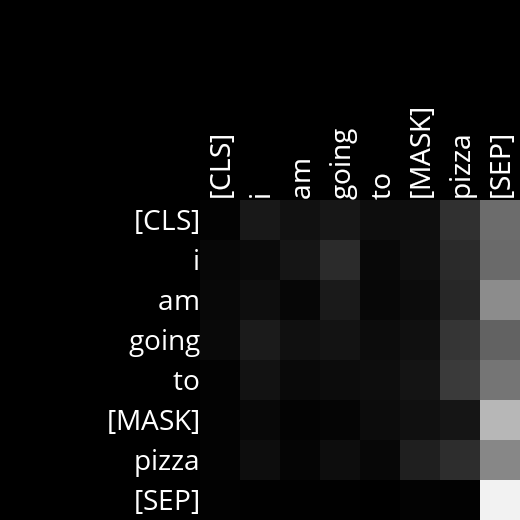 [CLS] i am going to [MASK] pizza [SEP]
[CLS]
i
am
going
to
[MASK]
pizza
[SEP]